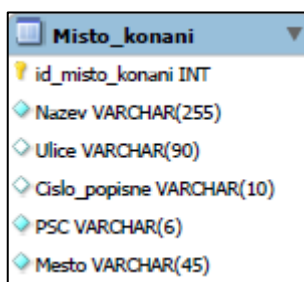 Misto_konani
id_misto_konani INT
Nazev VARCHAR(255)
Ulice VARCHAR(90)
Cislo_popisne VARCHAR(10)
PSC VARCHAR(6)
Mesto VARCHAR(45)